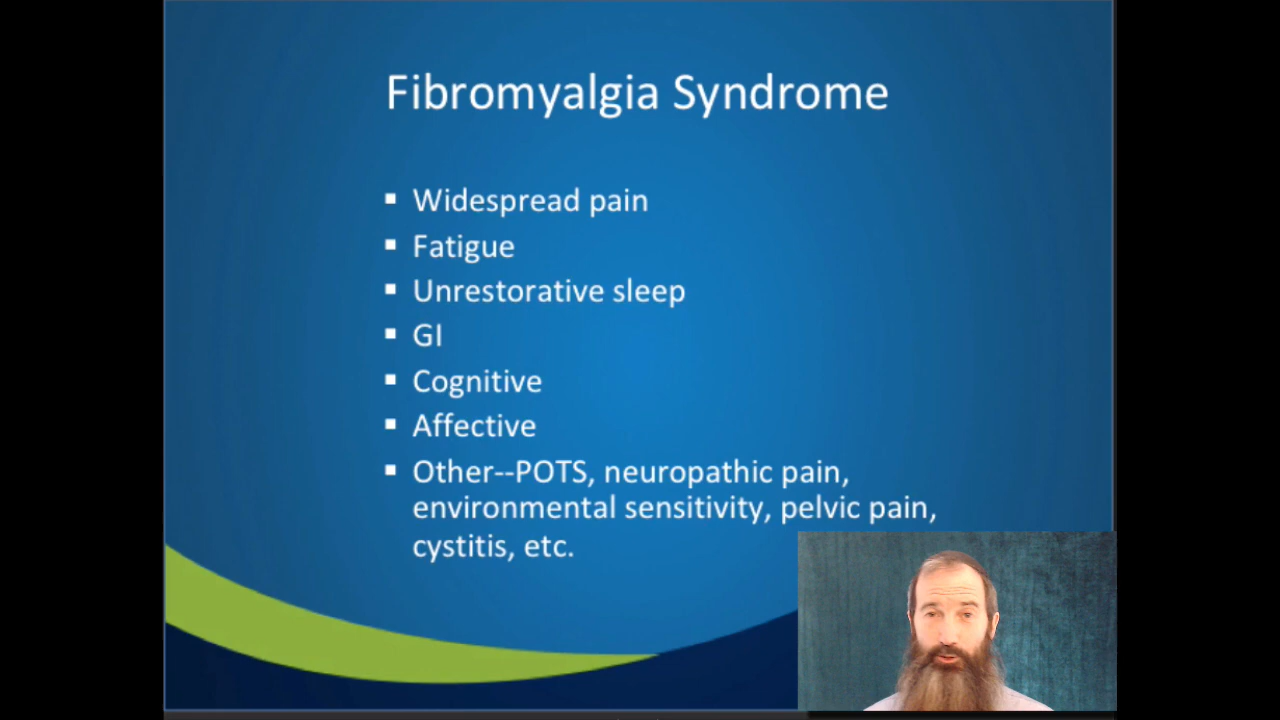 Fibromyalgia Syndrome
▪ Widespread pain
▪ Fatigue
▪ Unrestorative sleep
▪ GI
▪ Cognitive
▪ Affective
▪ Other--POTS, neuropathic pain,
environmental sensitivity, pelvic pain,
cystitis, etc.